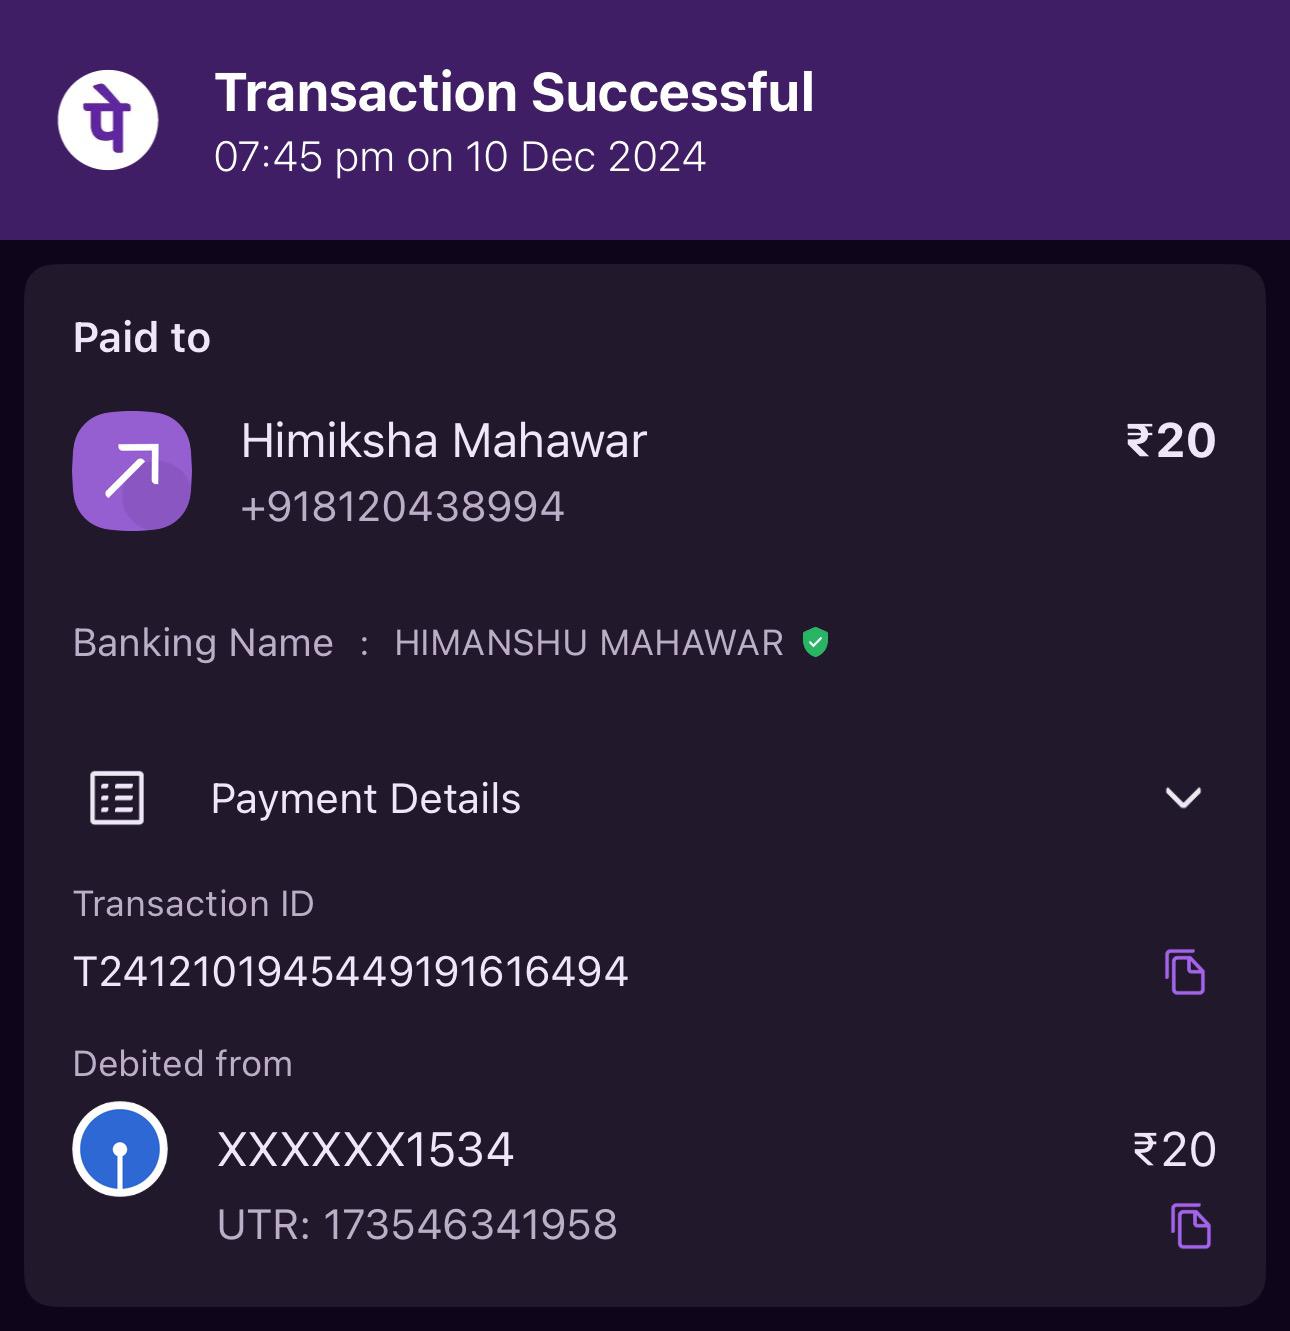 पे
Transaction Successful
07:45 pm on 10 Dec 2024
Paid to
Himiksha Mahawar ₹20
+918120438994
Banking Name : HIMANSHU MAHAWAR
Payment Details
Transaction ID
T2412101945449191616494
Debited from
XXXXXX1534 ₹20
UTR: 173546341958